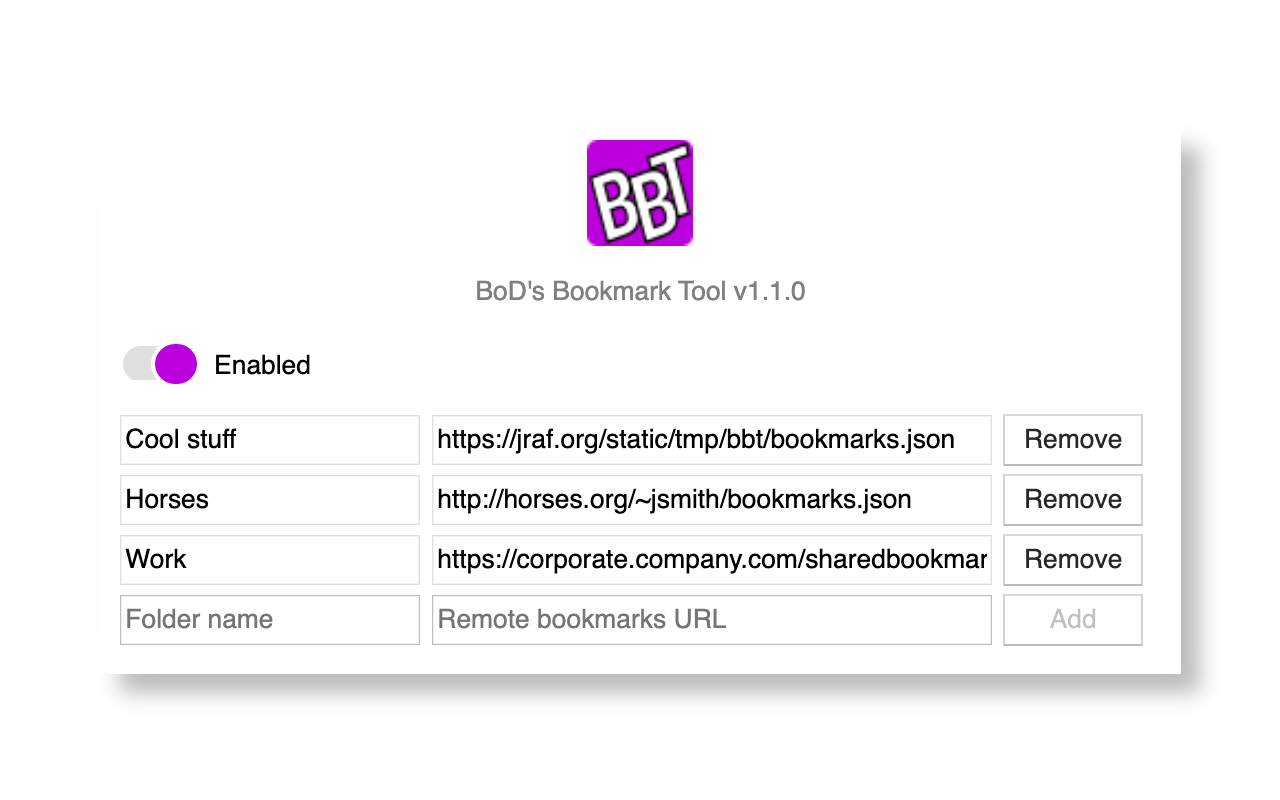 BBT
BoD's Bookmark Tool v1.1.0
Enabled
Cool stuff https://jraf.org/static/tmp/bbt/bookmarks.json Remove
Horses http://horses.org/~jsmith/bookmarks.json Remove
Work https://corporate.company.com/sharedbookmar Remove
Folder name Remote bookmarks URL Add